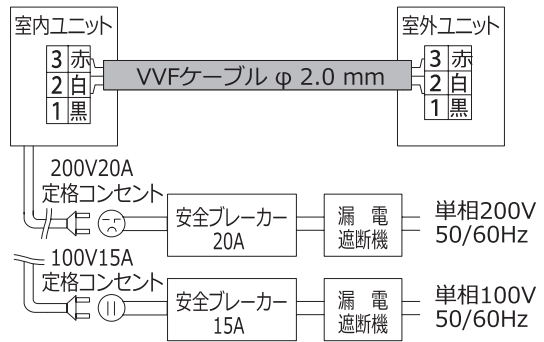 室内ユニット
室外ユニット
3 赤
2 白
1 黒
VVFケーブル φ 2.0 mm
3 赤
2 白
1 黒
200V20A
定格コンセント
安全ブレーカー
20A
漏 電
遮断機
単相200V
50/60Hz
100V15A
定格コンセント
安全ブレーカー
15A
漏 電
遮断機
単相100V
50/60Hz